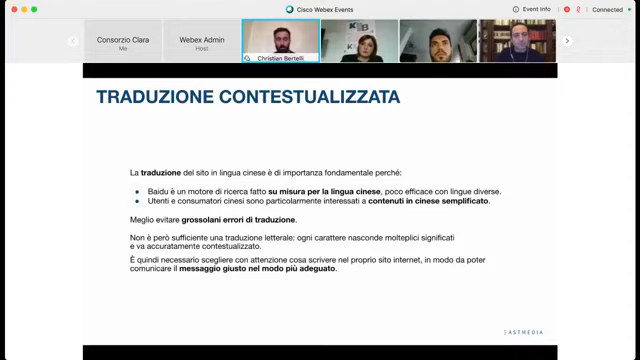 Cisco Webex Events
Event Info
Connected
Consorzio Clara
Me
Webex Admin
Host
Christian Bertelli
TRADUZIONE CONTESTUALIZZATA
La traduzione del sito in lingua cinese è di importanza fondamentale perché:
● Baidu è un motore di ricerca fatto su misura per la lingua cinese, poco efficace con lingue diverse.
● Utenti e consumatori cinesi sono particolarmente interessati a contenuti in cinese semplificato.
Meglio evitare grossolani errori di traduzione.
Non è però sufficiente una traduzione letterale: ogni carattere nasconde molteplici significati
e va accuratamente contestualizzato.
È quindi necessario scegliere con attenzione cosa scrivere nel proprio sito internet, in modo da poter
comunicare il messaggio giusto nel modo più adeguato.
EASTMEDIA